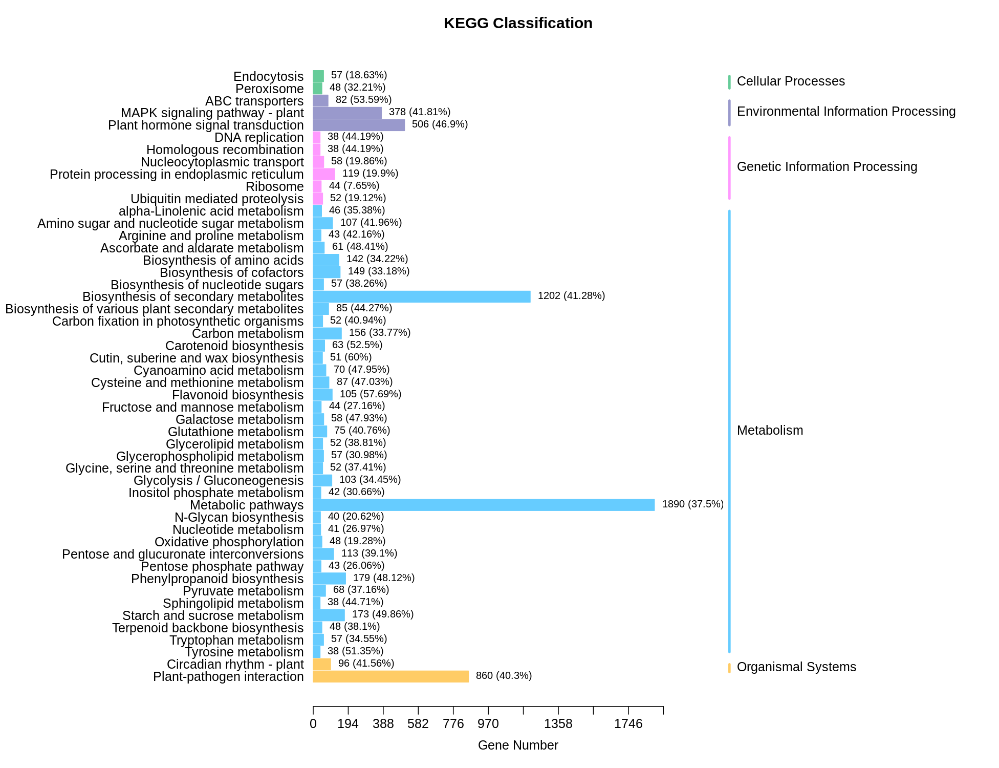 KEGG Classification
Endocytosis 57 (18.63%)
Cellular Processes
Peroxisome 48 (32.21%)
ABC transporters 82 (53.59%)
MAPK signaling pathway - plant 378 (41.81%)
Environmental Information Processing
Plant hormone signal transduction 506 (46.9%)
DNA replication 38 (44.19%)
Homologous recombination 38 (44.19%)
Nucleocytoplasmic transport 58 (19.86%)
Genetic Information Processing
Protein processing in endoplasmic reticulum 119 (19.9%)
Ribosome 44 (7.65%)
Ubiquitin mediated proteolysis 52 (19.12%)
alpha-Linolenic acid metabolism 46 (35.38%)
Amino sugar and nucleotide sugar metabolism 107 (41.96%)
Arginine and proline metabolism 43 (42.16%)
Ascorbate and aldarate metabolism 61 (48.41%)
Biosynthesis of amino acids 142 (34.22%)
Biosynthesis of cofactors 149 (33.18%)
Biosynthesis of nucleotide sugars 57 (38.26%)
Biosynthesis of secondary metabolites 1202 (41.28%)
Biosynthesis of various plant secondary metabolites 85 (44.27%)
Carbon fixation in photosynthetic organisms 52 (40.94%)
Carbon metabolism 156 (33.77%)
Carotenoid biosynthesis 63 (52.5%)
Cutin, suberine and wax biosynthesis 51 (60%)
Cyanoamino acid metabolism 70 (47.95%)
Cysteine and methionine metabolism 87 (47.03%)
Flavonoid biosynthesis 105 (57.69%)
Fructose and mannose metabolism 44 (27.16%)
Galactose metabolism 58 (47.93%)
Glutathione metabolism 75 (40.76%)
Metabolism
Glycerolipid metabolism 52 (38.81%)
Glycerophospholipid metabolism 57 (30.98%)
Glycine, serine and threonine metabolism 52 (37.41%)
Glycolysis / Gluconeogenesis 103 (34.45%)
Inositol phosphate metabolism 42 (30.66%)
Metabolic pathways 1890 (37.5%)
N-Glycan biosynthesis 40 (20.62%)
Nucleotide metabolism 41 (26.97%)
Oxidative phosphorylation 48 (19.28%)
Pentose and glucuronate interconversions 113 (39.1%)
Pentose phosphate pathway 43 (26.06%)
Phenylpropanoid biosynthesis 179 (48.12%)
Pyruvate metabolism 68 (37.16%)
Sphingolipid metabolism 38 (44.71%)
Starch and sucrose metabolism 173 (49.86%)
Terpenoid backbone biosynthesis 48 (38.1%)
Tryptophan metabolism 57 (34.55%)
Tyrosine metabolism 38 (51.35%)
Circadian rhythm - plant 96 (41.56%)
Organismal Systems
Plant-pathogen interaction 860 (40.3%)
0 194 388 582 776 970 1358 1746
Gene Number